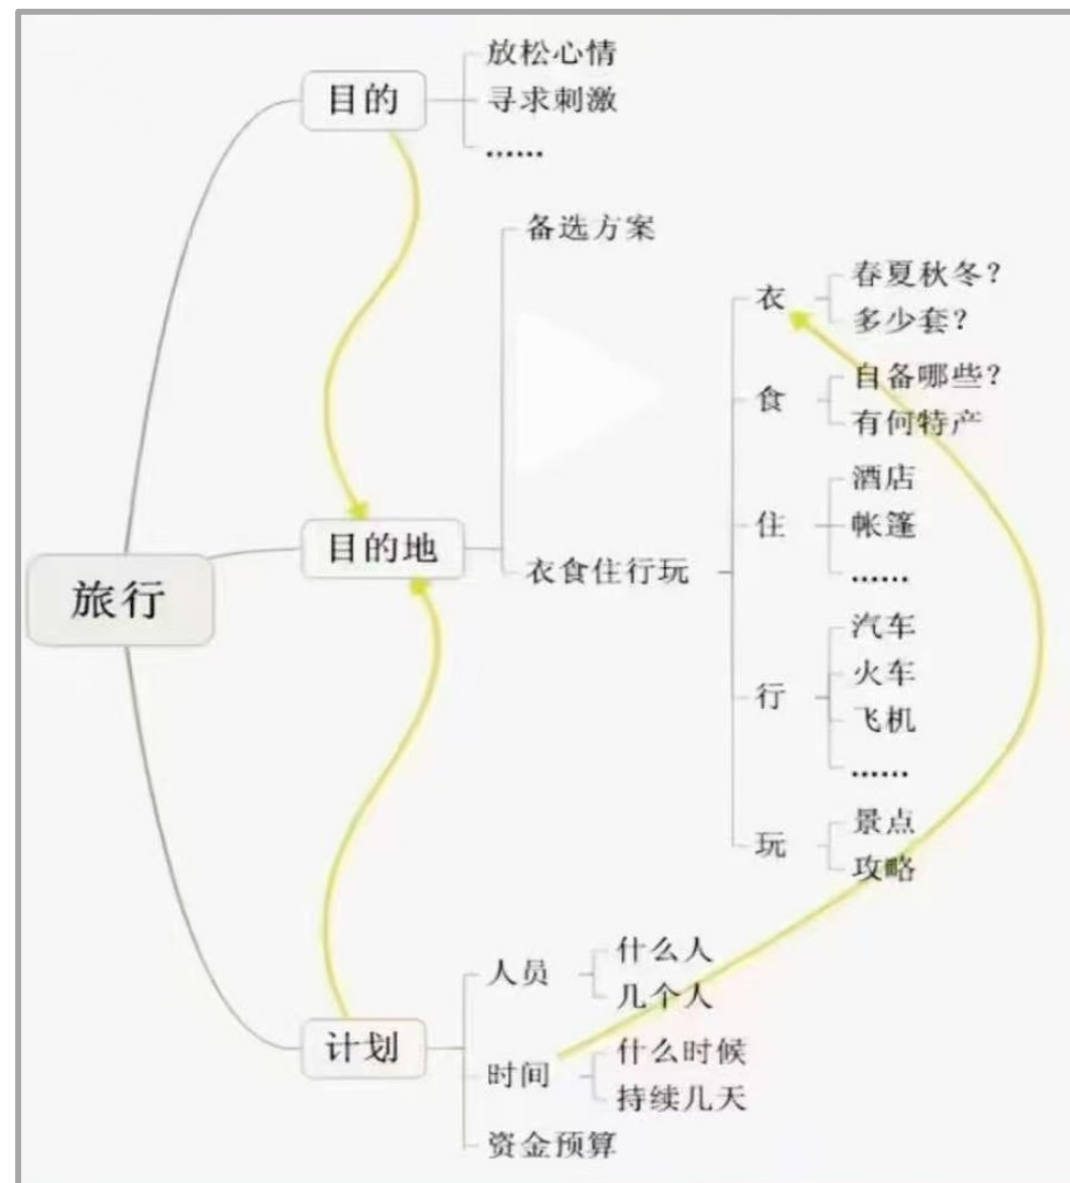 旅行
目的
放松心情
寻求刺激
......
目的地
备选方案
衣食住行玩
衣
春夏秋冬?
多少套?
食
自备哪些?
有何特产
住
酒店
帐篷
......
行
汽车
火车
飞机
......
玩
景点
攻略
计划
人员
什么人
几个人
时间
什么时候
持续几天
资金预算